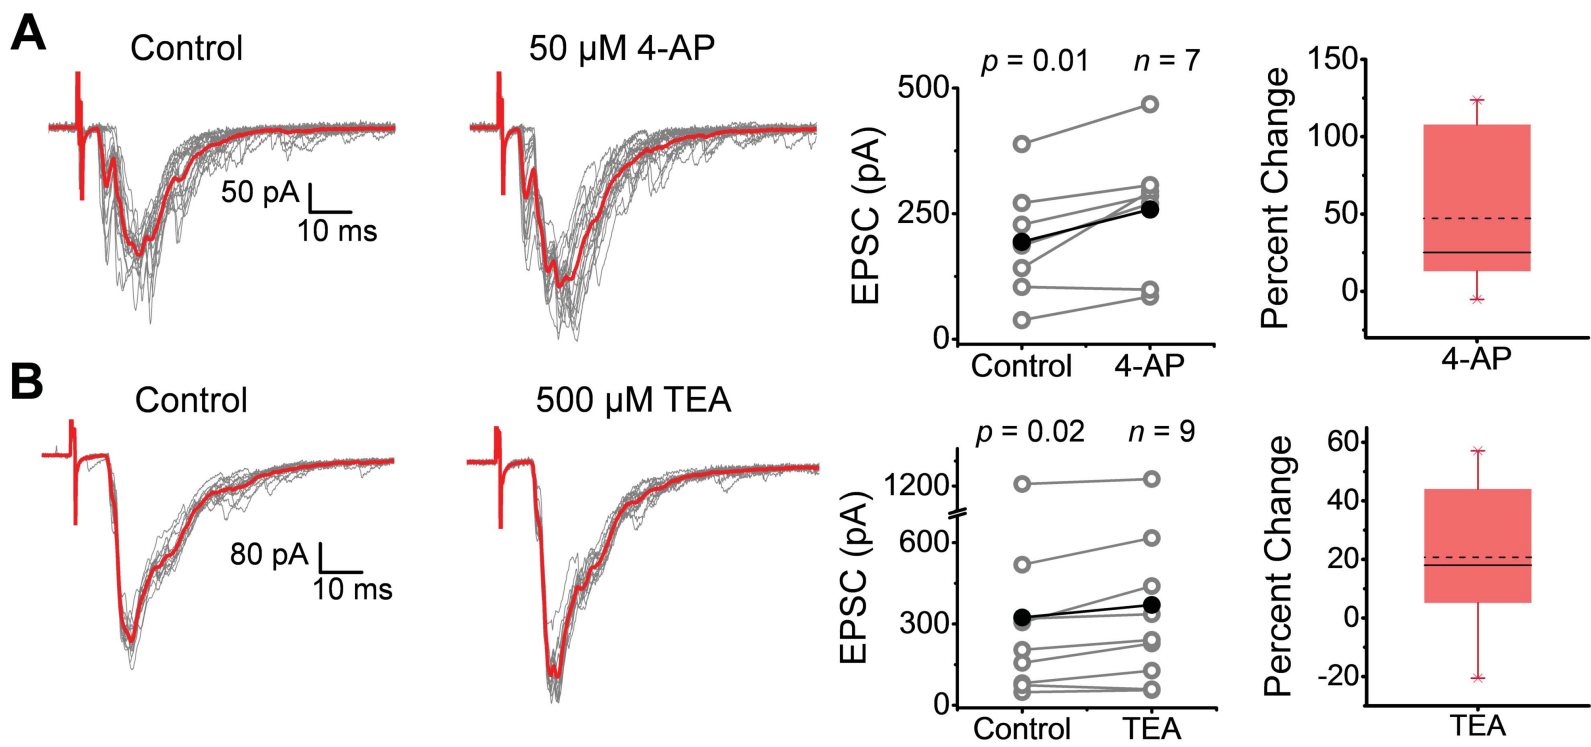 A
Control
50 µM 4-AP
50 pA
10 ms
p = 0.01 n = 7
EPSC (pA)
500
250
0
Control 4-AP
Percent Change
150
100
50
0
4-AP
B
Control
500 µM TEA
80 pA
10 ms
p = 0.02 n = 9
EPSC (pA)
1200
600
300
0
Control TEA
Percent Change
60
40
20
0
-20
TEA